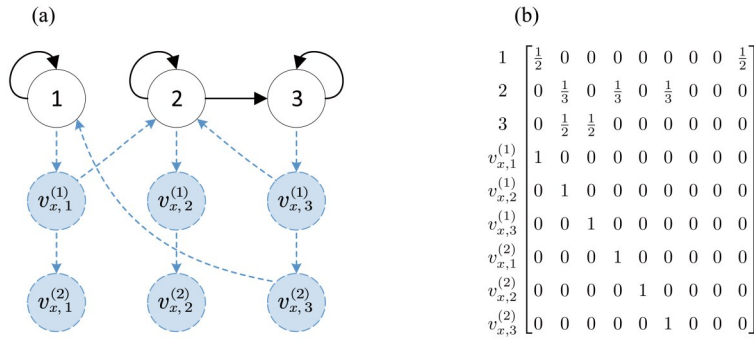 (a)
1 2 3
v_{x,1}^{(1)} v_{x,2}^{(1)} v_{x,3}^{(1)}
v_{x,1}^{(2)} v_{x,2}^{(2)} v_{x,3}^{(2)}
(b)
1 [ 1/2 0 0 0 0 0 0 0 1/2 ]
2 [ 0 1/3 0 1/3 0 1/3 0 0 0 ]
3 [ 0 1/2 1/2 0 0 0 0 0 0 ]
v_{x,1}^{(1)} [ 1 0 0 0 0 0 0 0 0 ]
v_{x,2}^{(1)} [ 0 1 0 0 0 0 0 0 0 ]
v_{x,3}^{(1)} [ 0 0 1 0 0 0 0 0 0 ]
v_{x,1}^{(2)} [ 0 0 0 1 0 0 0 0 0 ]
v_{x,2}^{(2)} [ 0 0 0 0 1 0 0 0 0 ]
v_{x,3}^{(2)} [ 0 0 0 0 0 1 0 0 0 ]